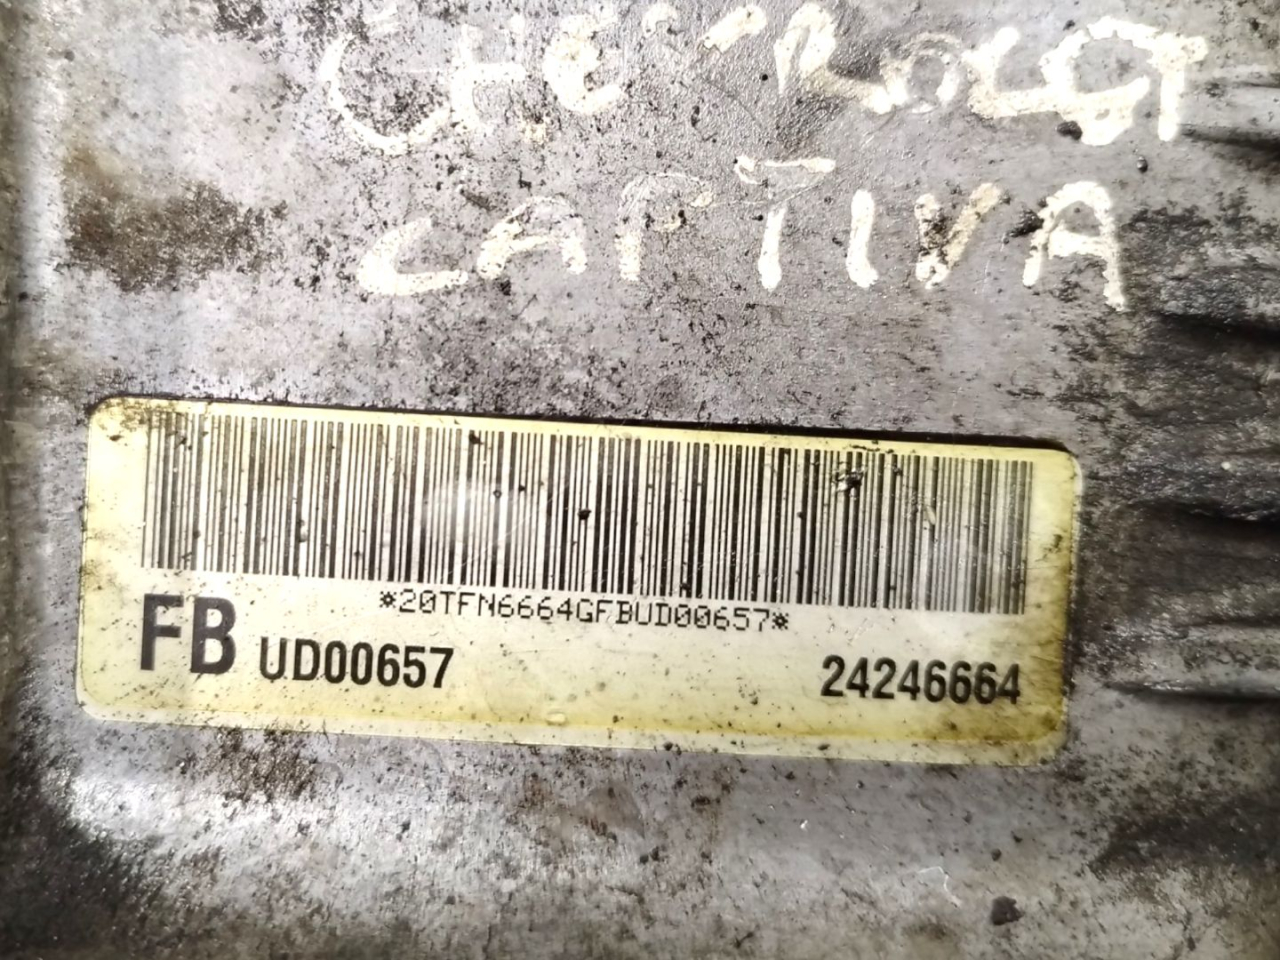 CHEVROLET
CAPTIVA
*20TFN6664GFBUD00657*
FB UD00657 24246664